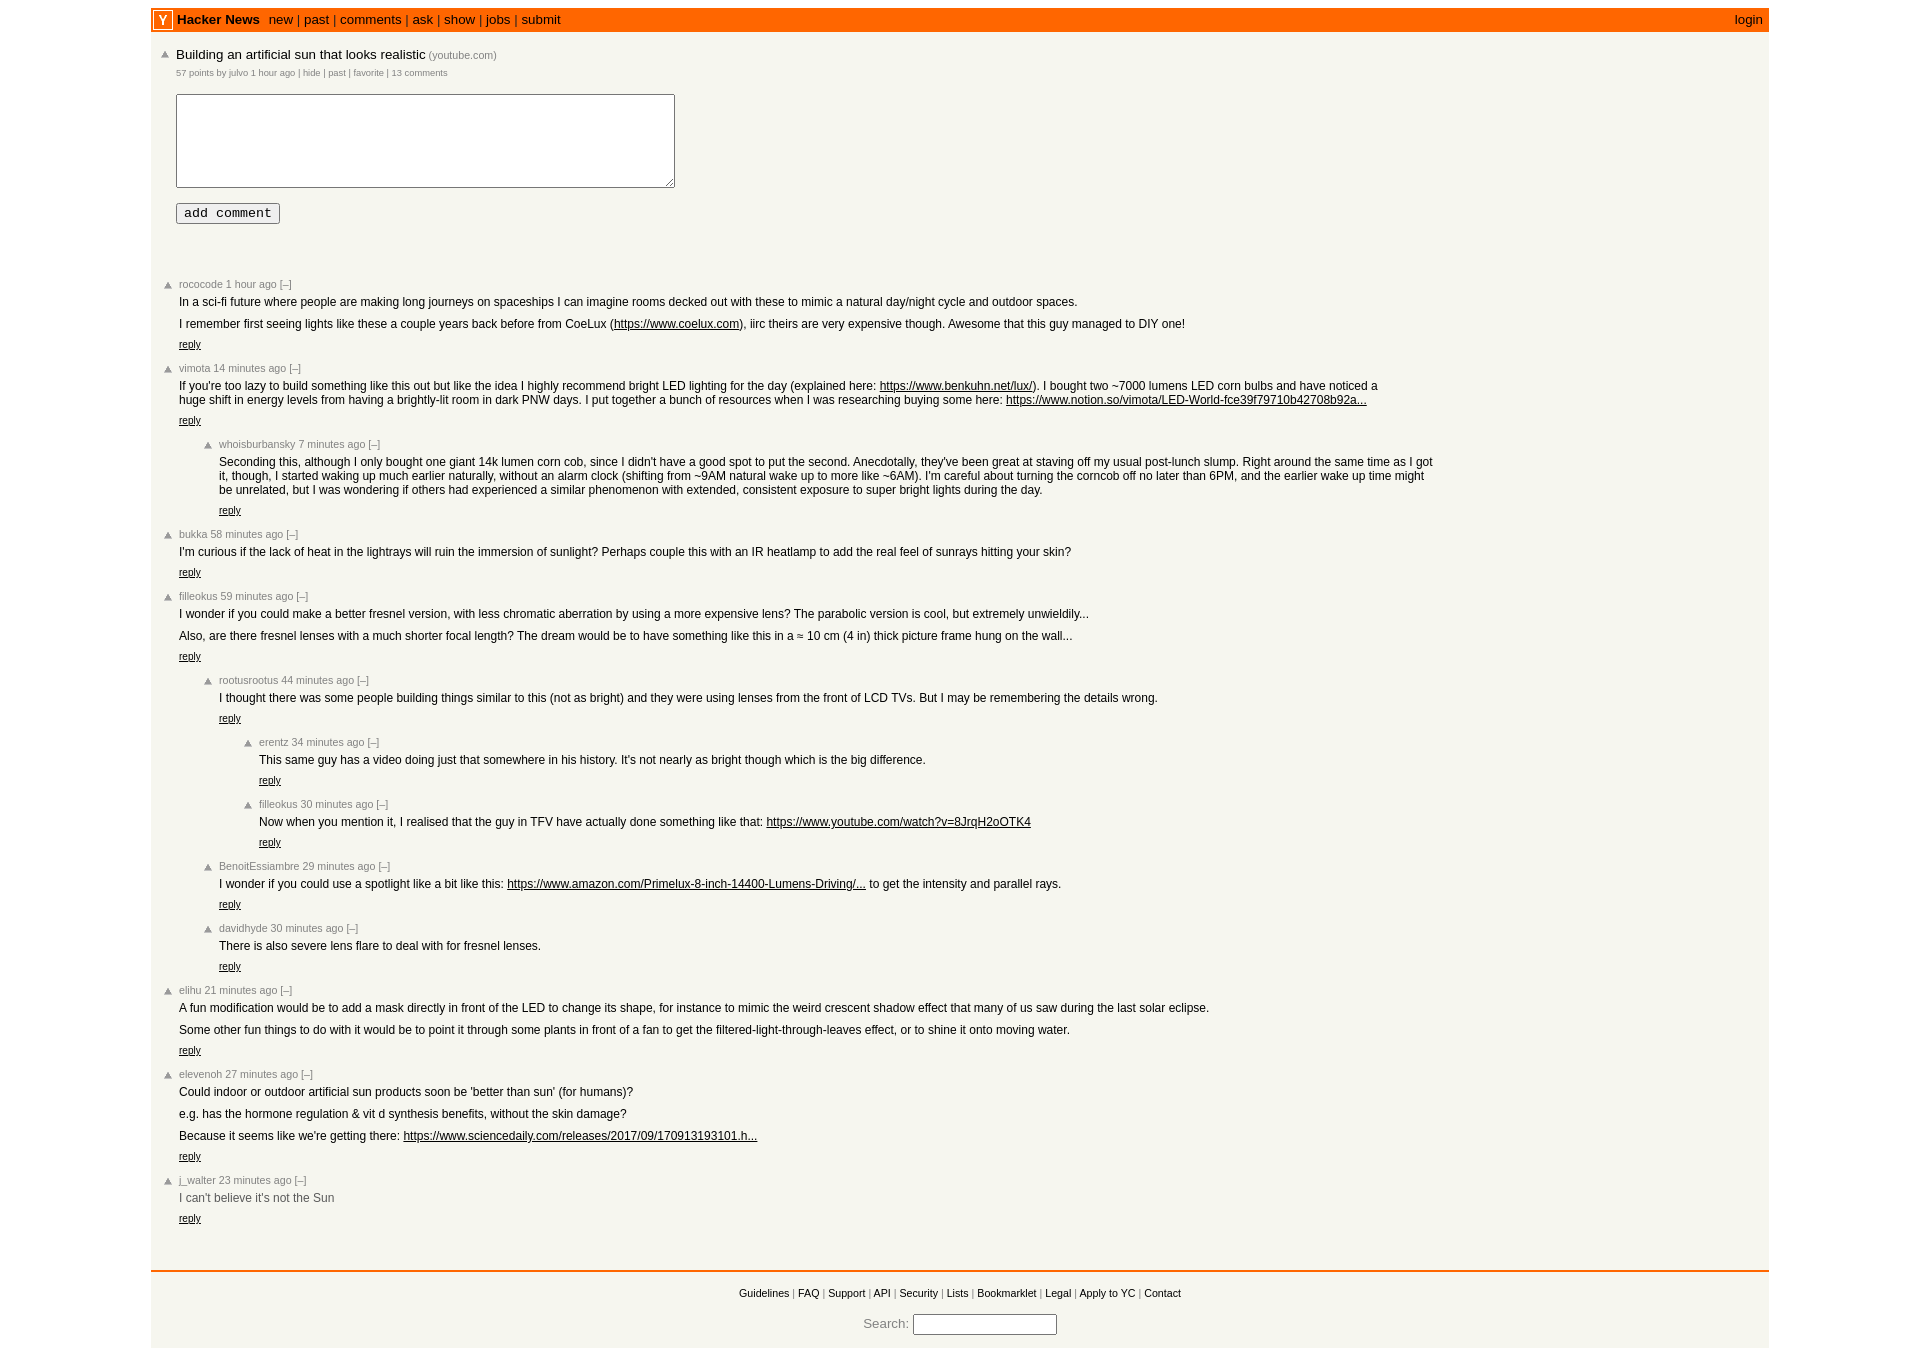 Y Hacker News new | past | comments | ask | show | jobs | submit login
Building an artificial sun that looks realistic (youtube.com)
57 points by julvo 1 hour ago | hide | past | favorite | 13 comments
add comment
rococode 1 hour ago [–]
In a sci-fi future where people are making long journeys on spaceships I can imagine rooms decked out with these to mimic a natural day/night cycle and outdoor spaces.
I remember first seeing lights like these a couple years back before from CoeLux (https://www.coelux.com), iirc theirs are very expensive though. Awesome that this guy managed to DIY one!
reply
vimota 14 minutes ago [–]
If you're too lazy to build something like this out but like the idea I highly recommend bright LED lighting for the day (explained here: https://www.benkuhn.net/lux/). I bought two ~7000 lumens LED corn bulbs and have noticed a
huge shift in energy levels from having a brightly-lit room in dark PNW days. I put together a bunch of resources when I was researching buying some here: https://www.notion.so/vimota/LED-World-fce39f79710b42708b92a...
reply
whoisburbansky 7 minutes ago [–]
Seconding this, although I only bought one giant 14k lumen corn cob, since I didn't have a good spot to put the second. Anecdotally, they've been great at staving off my usual post-lunch slump. Right around the same time as I got
it, though, I started waking up much earlier naturally, without an alarm clock (shifting from ~9AM natural wake up to more like ~6AM). I'm careful about turning the corncob off no later than 6PM, and the earlier wake up time might
be unrelated, but I was wondering if others had experienced a similar phenomenon with extended, consistent exposure to super bright lights during the day.
reply
bukka 58 minutes ago [–]
I'm curious if the lack of heat in the lightrays will ruin the immersion of sunlight? Perhaps couple this with an IR heatlamp to add the real feel of sunrays hitting your skin?
reply
filleokus 59 minutes ago [–]
I wonder if you could make a better fresnel version, with less chromatic aberration by using a more expensive lens? The parabolic version is cool, but extremely unwieldily...
Also, are there fresnel lenses with a much shorter focal length? The dream would be to have something like this in a ≈ 10 cm (4 in) thick picture frame hung on the wall...
reply
rootusrootus 44 minutes ago [–]
I thought there was some people building things similar to this (not as bright) and they were using lenses from the front of LCD TVs. But I may be remembering the details wrong.
reply
erentz 34 minutes ago [–]
This same guy has a video doing just that somewhere in his history. It's not nearly as bright though which is the big difference.
reply
filleokus 30 minutes ago [–]
Now when you mention it, I realised that the guy in TFV have actually done something like that: https://www.youtube.com/watch?v=8JrqH2oOTK4
reply
BenoitEssiambre 29 minutes ago [–]
I wonder if you could use a spotlight like a bit like this: https://www.amazon.com/Primelux-8-inch-14400-Lumens-Driving/... to get the intensity and parallel rays.
reply
davidhyde 30 minutes ago [–]
There is also severe lens flare to deal with for fresnel lenses.
reply
elihu 21 minutes ago [–]
A fun modification would be to add a mask directly in front of the LED to change its shape, for instance to mimic the weird crescent shadow effect that many of us saw during the last solar eclipse.
Some other fun things to do with it would be to point it through some plants in front of a fan to get the filtered-light-through-leaves effect, or to shine it onto moving water.
reply
elevenoh 27 minutes ago [–]
Could indoor or outdoor artificial sun products soon be 'better than sun' (for humans)?
e.g. has the hormone regulation & vit d synthesis benefits, without the skin damage?
Because it seems like we're getting there: https://www.sciencedaily.com/releases/2017/09/170913193101.h...
reply
j_walter 23 minutes ago [–]
I can't believe it's not the Sun
reply
Guidelines | FAQ | Support | API | Security | Lists | Bookmarklet | Legal | Apply to YC | Contact
Search: